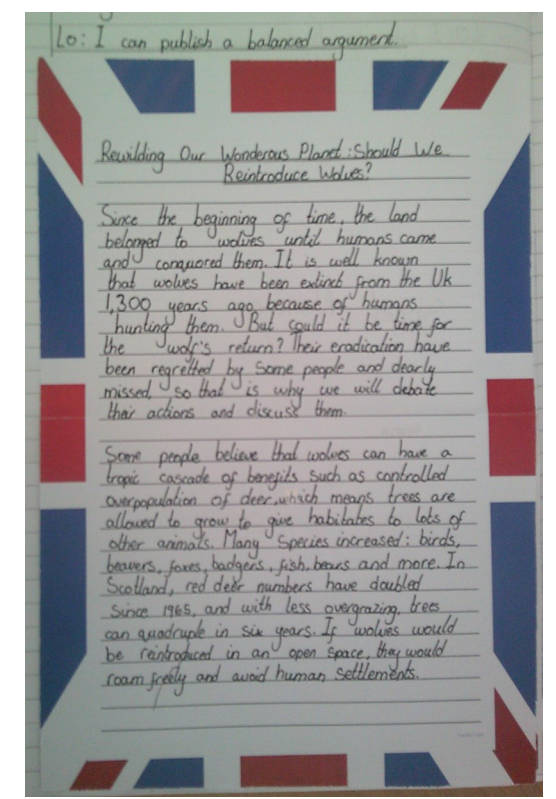 Lo: I can publish a balanced argument.
Rewilding Our Wonderous Planet: Should We
Reintroduce Wolves?
Since the beginning of time, the land
belonged to wolves until humans came
and conquored them. It is well known
that wolves have been extinct from the Uk
1,300 years ago because of humans
hunting them. But could it be time for
the wolf's return? Their eradication have
been regretted by some people and dearly
missed, so that is why we will debate
their actions and discuss them.
Some people believe that wolves can have a
tropic cascade of benefits such as controlled
overpopulation of deer, which means trees are
allowed to grow to give habitates to lots of
other animals. Many species increased: birds,
beavers, foxes, badgers, fish, bears and more. In
Scotland, red deer numbers have doubled
since 1965, and with less overgrazing, trees
can quadruple in six years. If wolves would
be reintroduced in an open space, they would
roam freely and avoid human settlements.